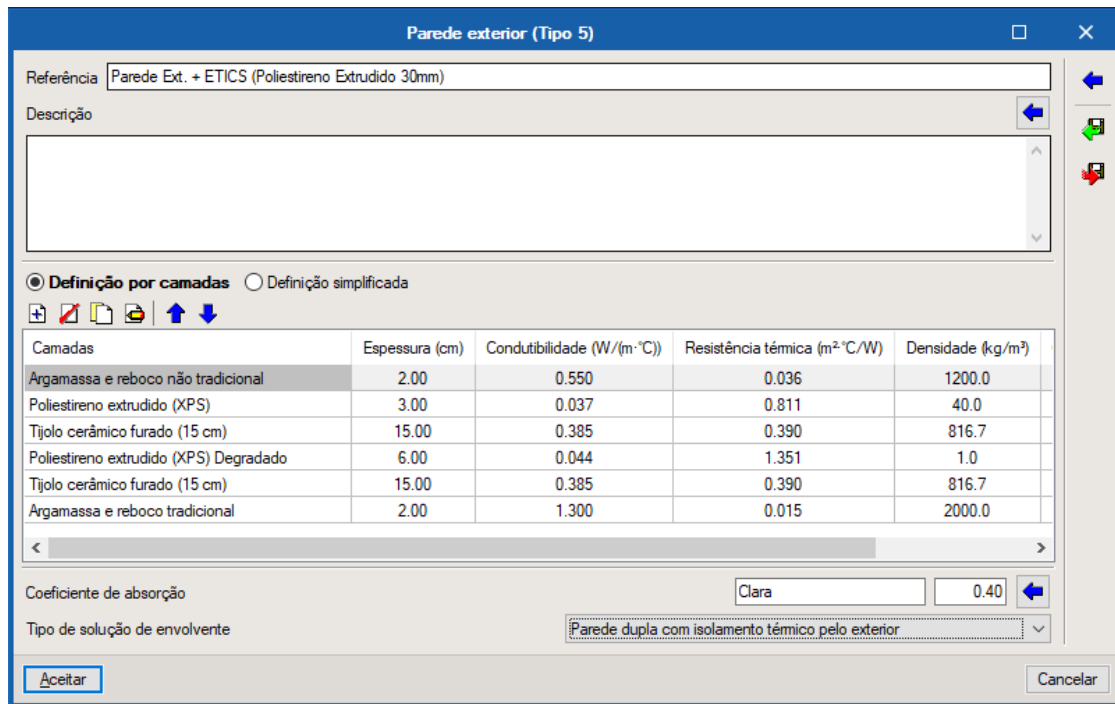 Parede exterior (Tipo 5)
Referência Parede Ext. + ETICS (Poliestireno Extrudido 30mm)
Descrição
Definição por camadas Definição simplificada
Camadas Espessura (cm) Condutibilidade (W/(m·°C)) Resistência térmica (m²·°C/W) Densidade (kg/m³)
Argamassa e reboco não tradicional 2.00 0.550 0.036 1200.0
Poliestireno extrudido (XPS) 3.00 0.037 0.811 40.0
Tijolo cerâmico furado (15 cm) 15.00 0.385 0.390 816.7
Poliestireno extrudido (XPS) Degradado 6.00 0.044 1.351 1.0
Tijolo cerâmico furado (15 cm) 15.00 0.385 0.390 816.7
Argamassa e reboco tradicional 2.00 1.300 0.015 2000.0
Coeficiente de absorção Clara 0.40
Tipo de solução de envolvente Parede dupla com isolamento térmico pelo exterior
Aceitar Cancelar